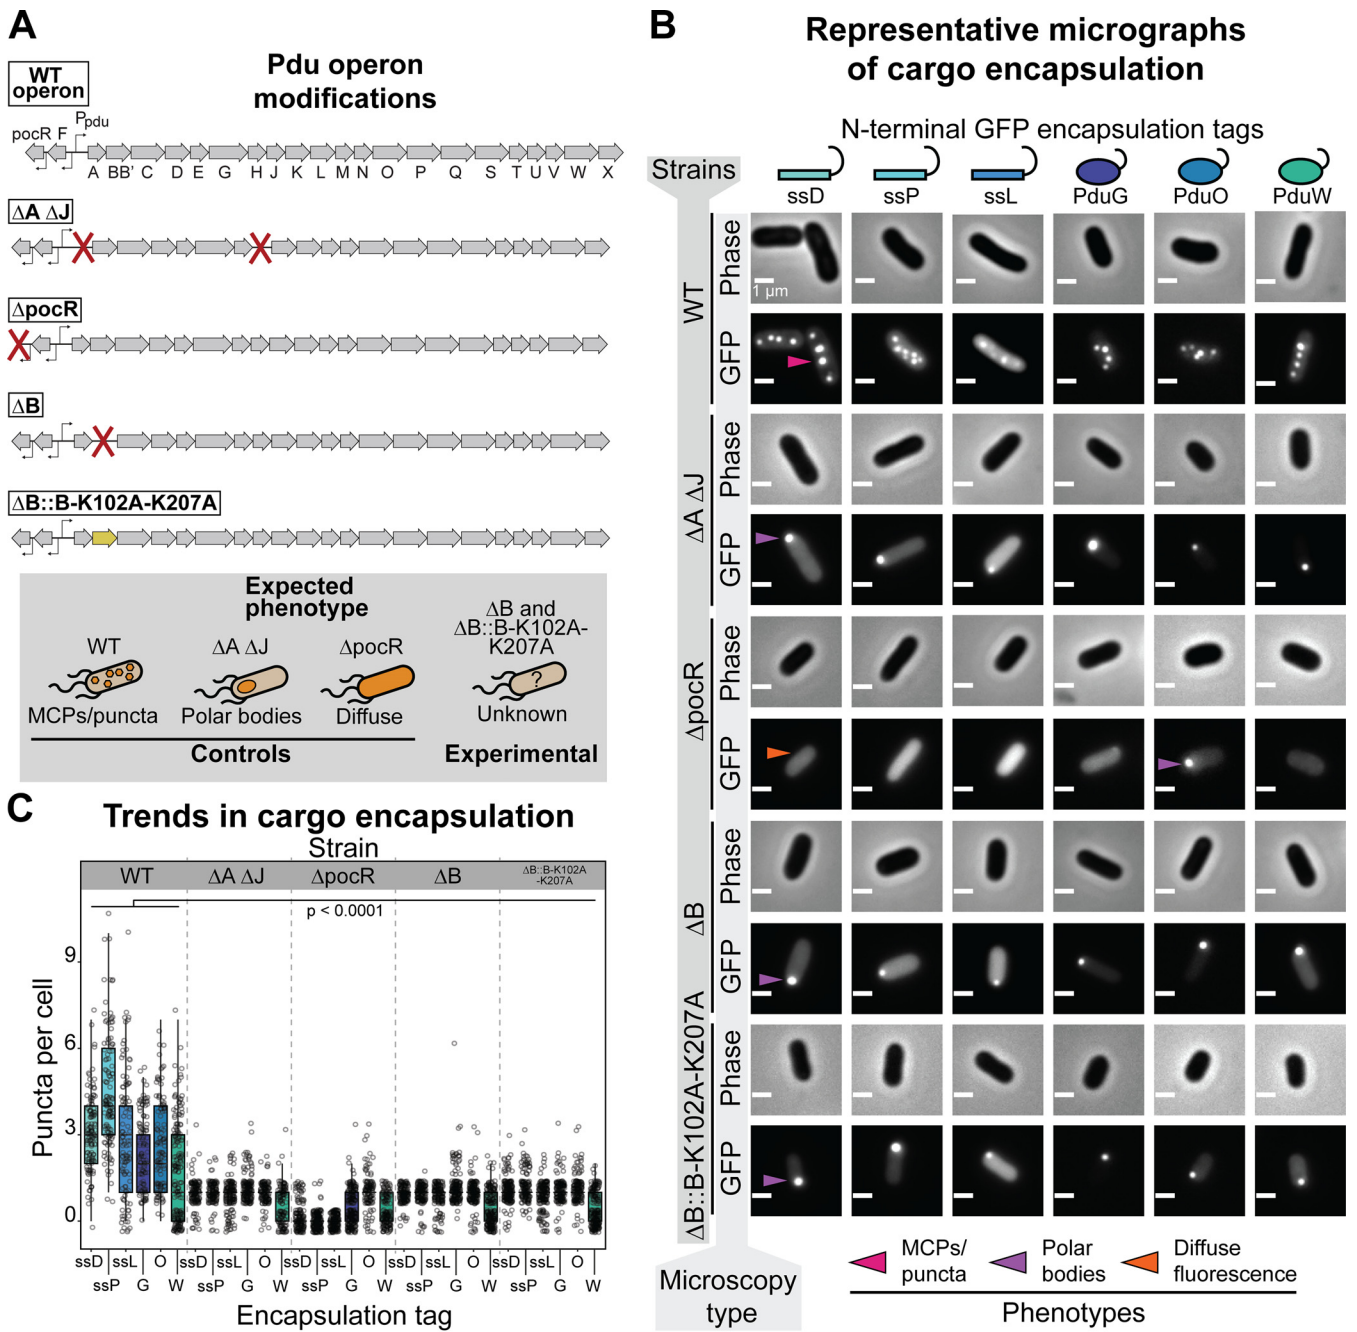 A
Pdu operon
modifications
WT
operon
pocR F Ppdu
A BB' C D E G H J K L M N O P Q S T U V W X
ΔA ΔJ
ΔpocR
ΔB
ΔB::B-K102A-K207A
Expected
phenotype
WT
ΔA ΔJ
ΔpocR
ΔB and
ΔB::B-K102A-
K207A
?
MCPs/puncta
Polar bodies
Diffuse
Unknown
Controls
Experimental
B
Representative micrographs
of cargo encapsulation
N-terminal GFP encapsulation tags
Strains
ssD ssP ssL PduG PduO PduW
WT
Phase
1 μm
GFP
ΔA ΔJ
Phase
GFP
ΔpocR
Phase
GFP
ΔB
Phase
GFP
ΔB::B-K102A-K207A
Phase
GFP
Microscopy
type
MCPs/
puncta
Polar
bodies
Diffuse
fluorescence
Phenotypes
C
Trends in cargo encapsulation
Strain
WT ΔA ΔJ ΔpocR ΔB ΔB::B-K102A
-K207A
p < 0.0001
Puncta per cell
9
6
3
0
ssD ssL O ssD ssL O ssD ssL O ssD ssL O ssD ssL O
ssP G W ssP G W ssP G W ssP G W ssP G W
Encapsulation tag